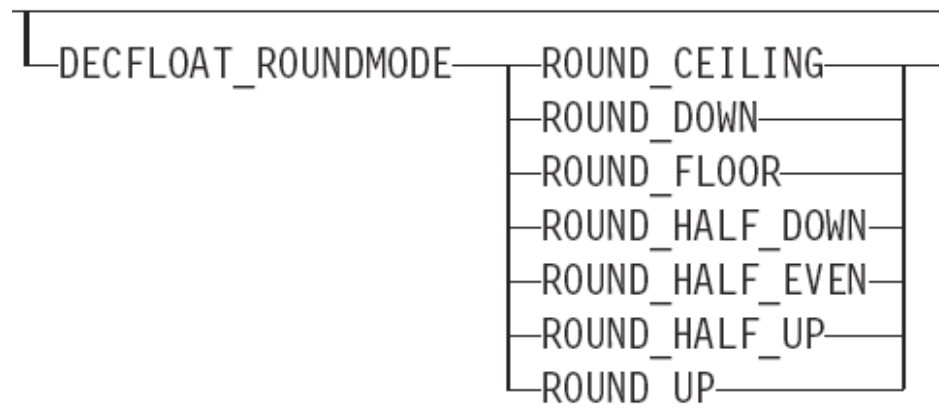 DECFLOAT_ROUNDMODE ROUND_CEILING
ROUND_DOWN
ROUND_FLOOR
ROUND_HALF_DOWN
ROUND_HALF_EVEN
ROUND_HALF_UP
ROUND_UP